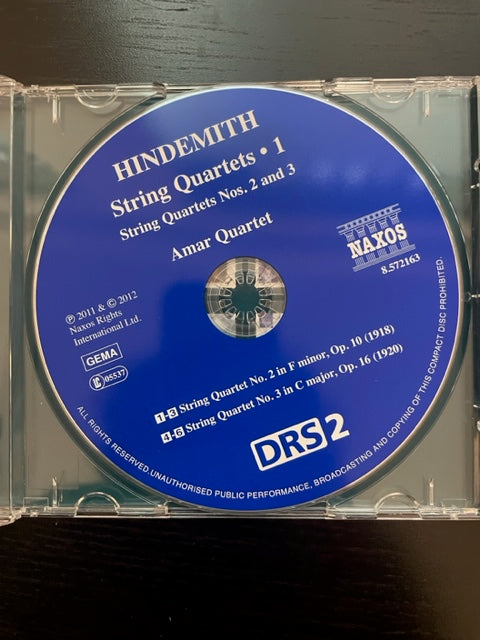 HINDEMITH
String Quartets • 1
String Quartets Nos. 2 and 3
Amar Quartet
NAXOS
8.572163
℗ 2011 & © 2012
Naxos Rights
International Ltd.
GEMA
LC 05537
1-3 String Quartet No. 2 in F minor, Op. 10 (1918)
4-6 String Quartet No. 3 in C major, Op. 16 (1920)
DRS2
ALL RIGHTS RESERVED.UNAUTHORISED PUBLIC PERFORMANCE, BROADCASTING AND COPYING OF THIS COMPACT DISC PROHIBITED.